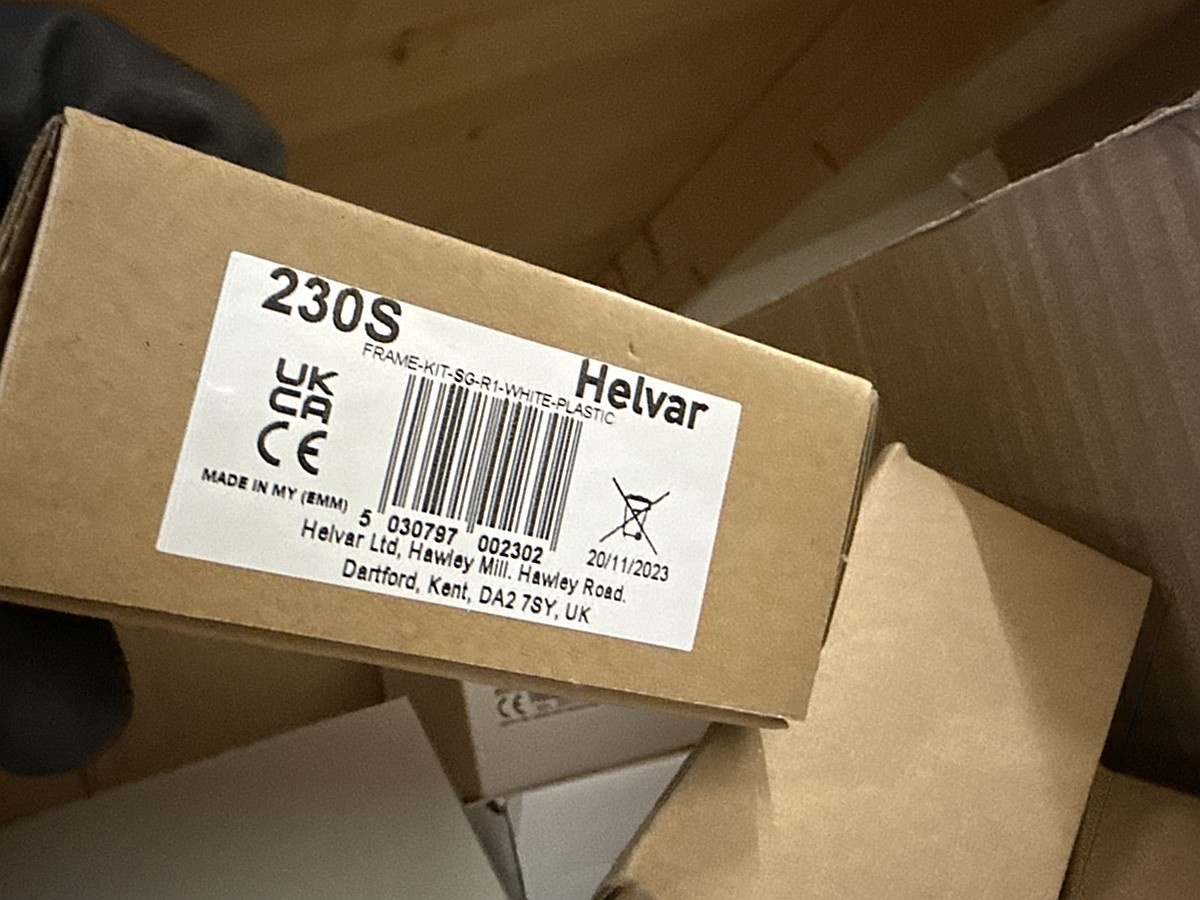 230S
FRAME-KIT-SG-R1-WHITE-PLASTIC
Helvar
UK
CA
CE
MADE IN MY (EMM)
5 030797 002302
20/11/2023
Helvar Ltd, Hawley Mill. Hawley Road.
Dartford, Kent, DA2 7SY, UK
CE